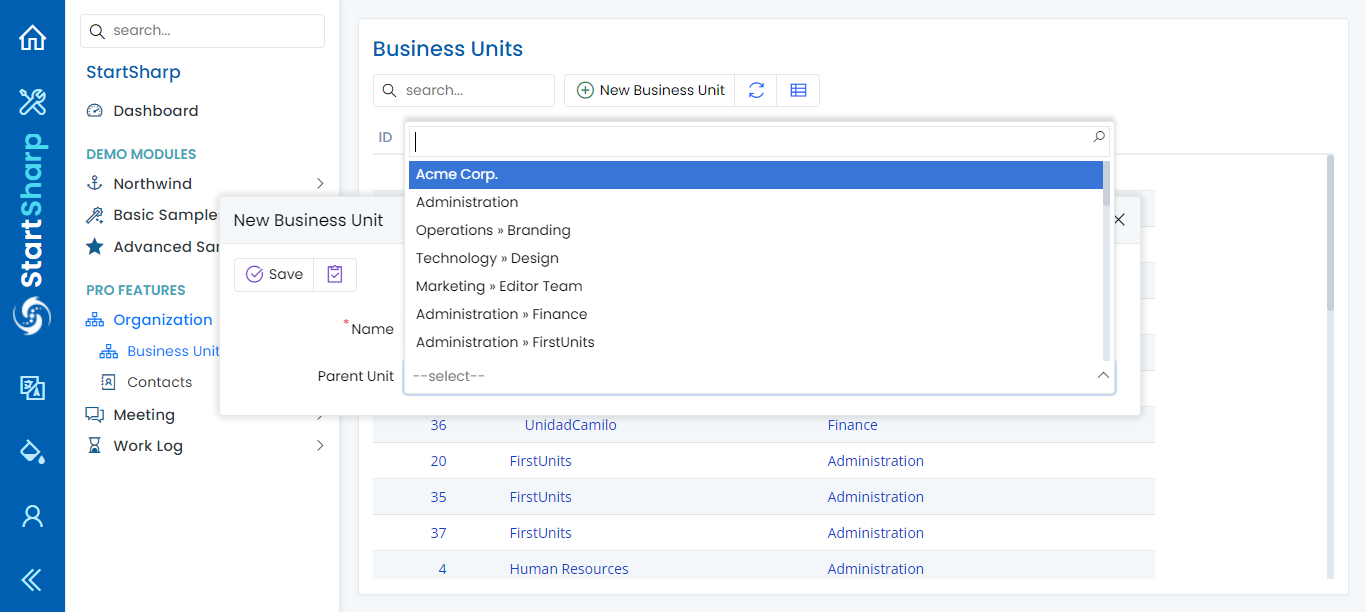 StartSharp
search...
StartSharp
Dashboard
DEMO MODULES
Northwind
Basic Sample
Advanced Sar
PRO FEATURES
Organization
Business Unit
Contacts
Meeting
Work Log
Business Units
search...
New Business Unit
ID
Acme Corp.
Administration
Operations » Branding
Technology » Design
Marketing » Editor Team
Administration » Finance
Administration » FirstUnits
New Business Unit
Save
*Name
Parent Unit --select--
36 UnidadCamilo Finance
20 FirstUnits Administration
35 FirstUnits Administration
37 FirstUnits Administration
4 Human Resources Administration